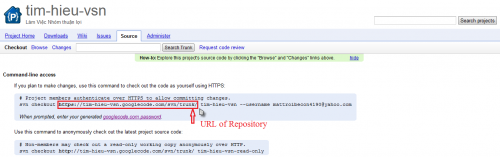 tim-hieu-vsn
Làm Việc Nhóm thuận lợi
Search projects
Project Home Downloads Wiki Issues Source Administer
Checkout Browse Changes Search Trunk Request code review
How-to: Explore this project's source code by clicking the "Browse" and "Changes" links above. hide
Command-line access
If you plan to make changes, use this command to check out the code as yourself using HTTPS:
# Project members authenticate over HTTPS to allow committing changes.
svn checkout https://tim-hieu-vsn.googlecode.com/svn/trunk/ tim-hieu-vsn --username mattroibecon4190@yahoo.com
When prompted, enter your generated googlecode.com password.
URL of Repository
Use this command to anonymously check out the latest project source code:
# Non-members may check out a read-only working copy anonymously over HTTP.
svn checkout http://tim-hieu-vsn.googlecode.com/svn/trunk/ tim-hieu-vsn-read-only